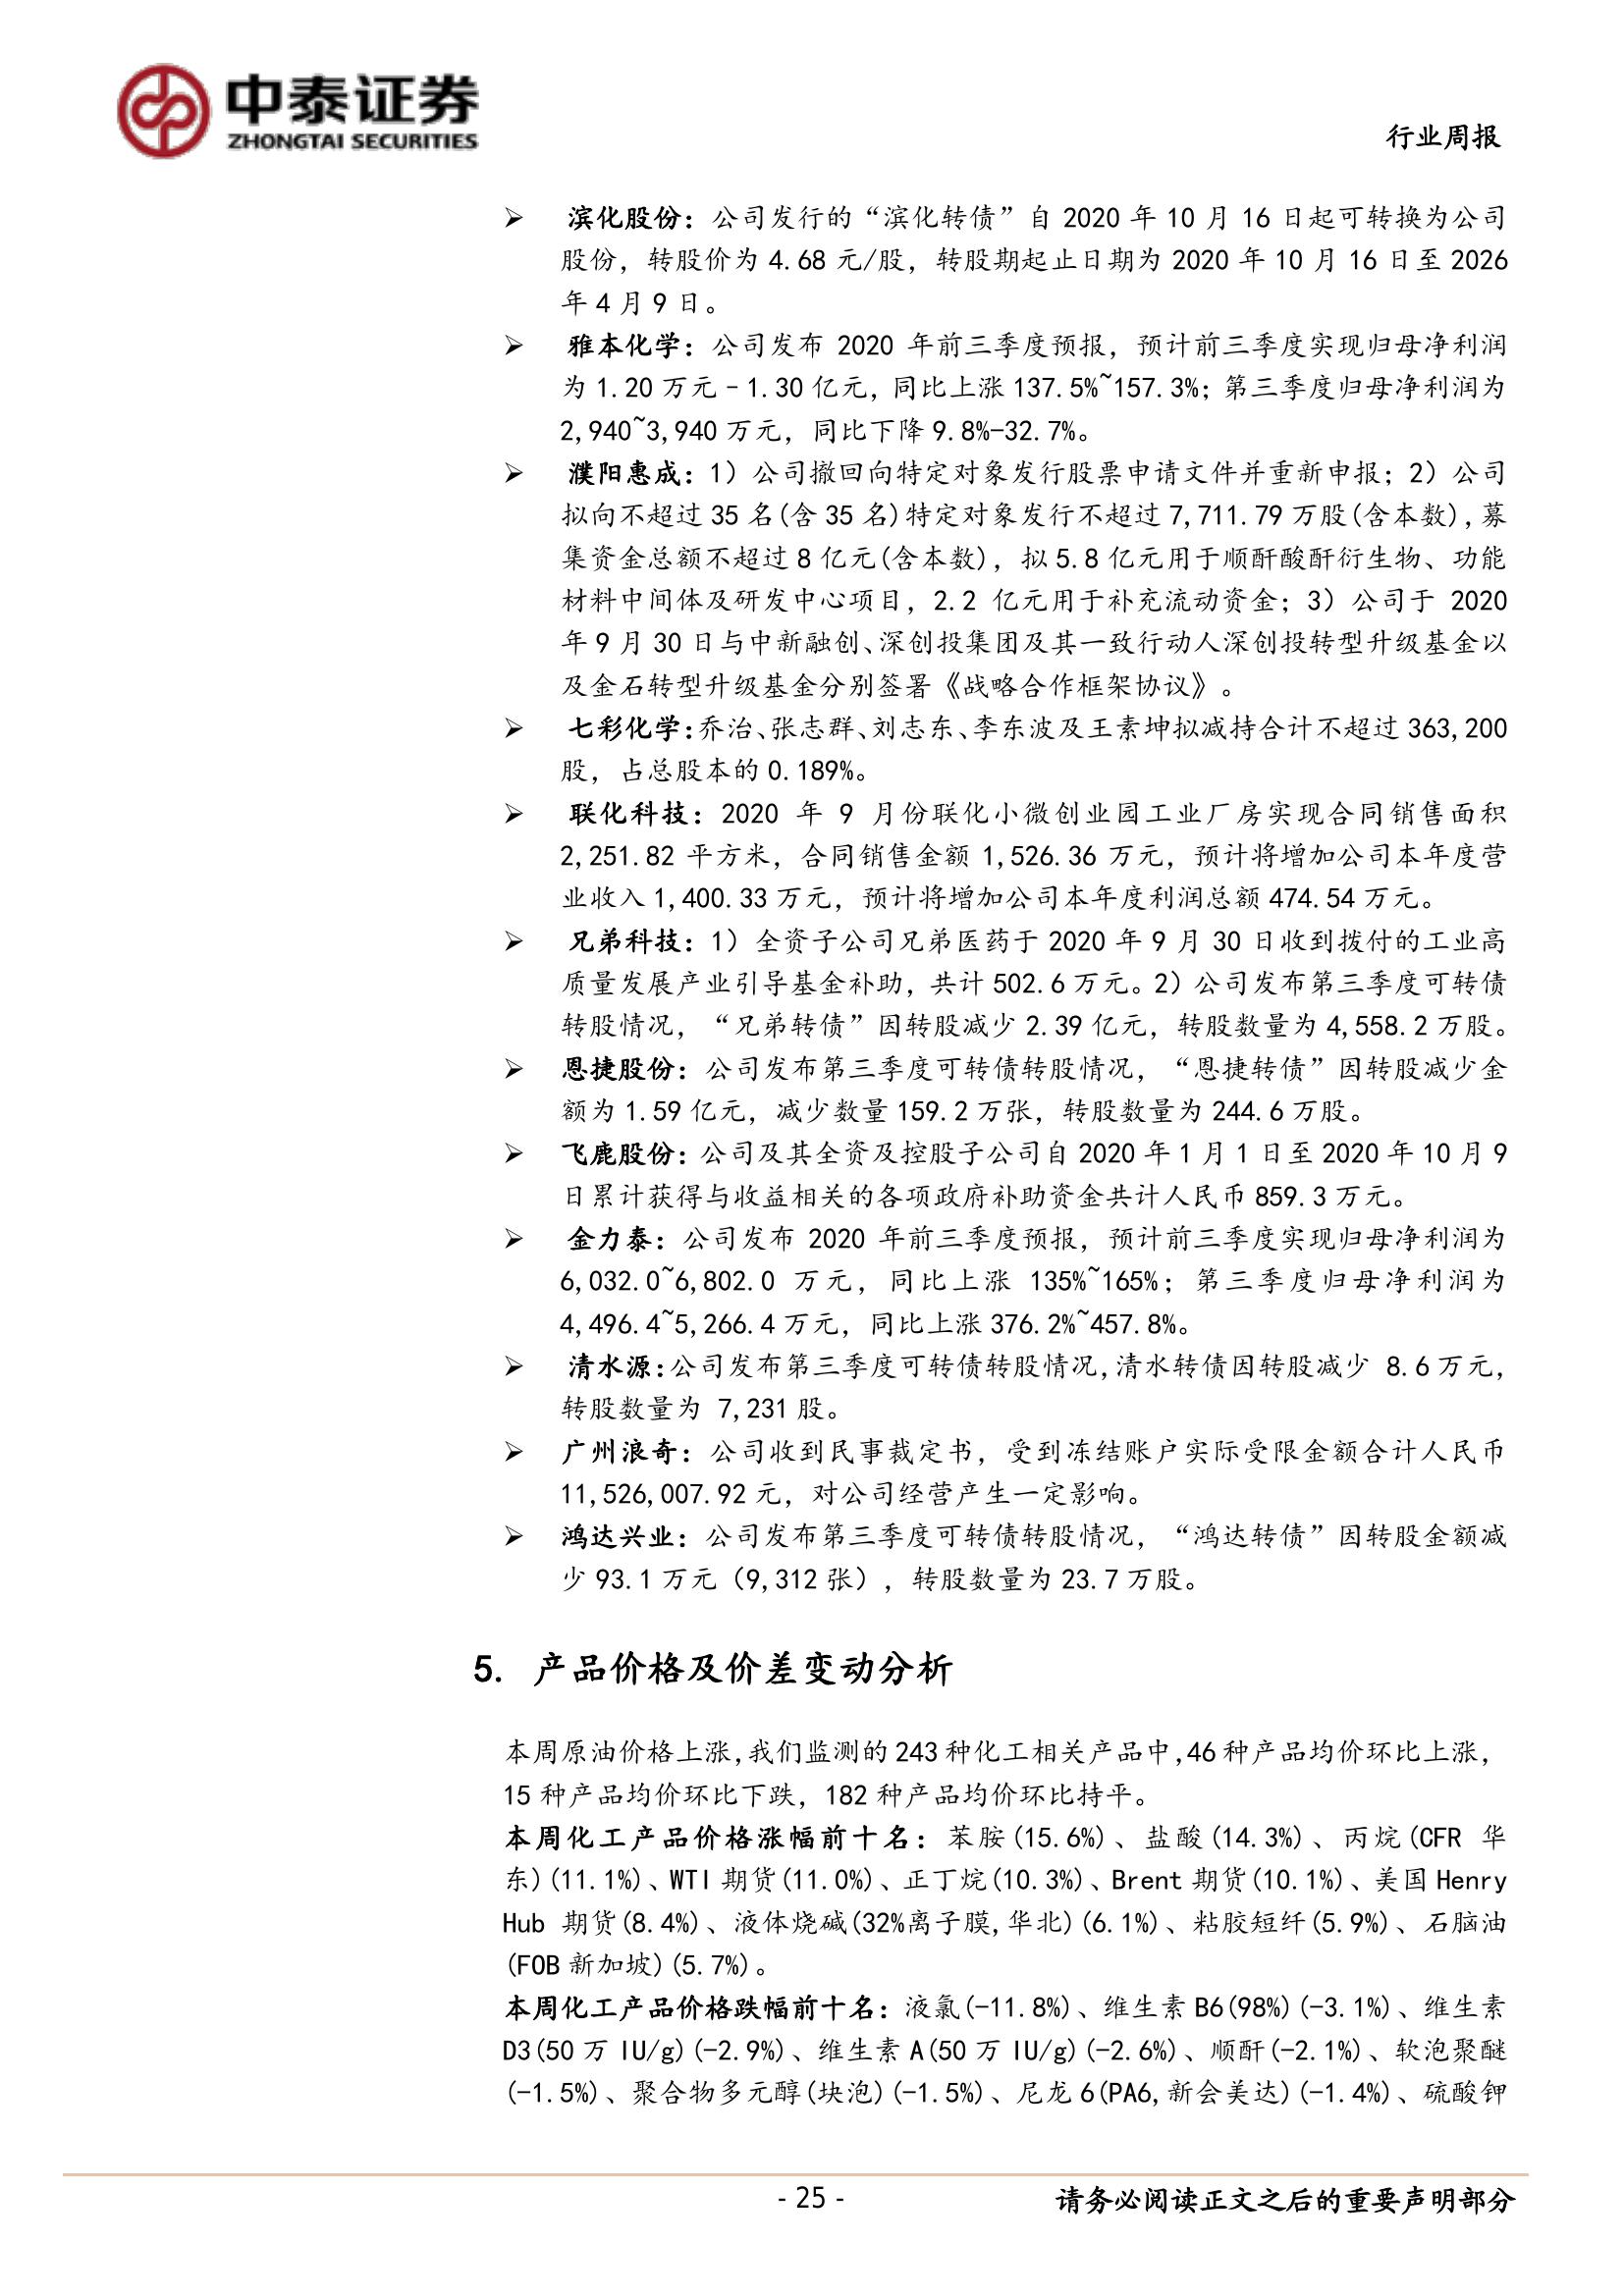 中泰证券
ZHONGTAI SECURITIES
行业周报
➢ 滨化股份：公司发行的“滨化转债”自 2020 年 10 月 16 日起可转换为公司
股份，转股价为 4.68 元/股，转股期起止日期为 2020 年 10 月 16 日至 2026
年 4 月 9 日。
➢ 雅本化学：公司发布 2020 年前三季度预报，预计前三季度实现归母净利润
为 1.20 万元–1.30 亿元，同比上涨 137.5%~157.3%；第三季度归母净利润为
2,940~3,940 万元，同比下降 9.8%-32.7%。
➢ 濮阳惠成：1）公司撤回向特定对象发行股票申请文件并重新申报；2）公司
拟向不超过 35 名(含 35 名)特定对象发行不超过 7,711.79 万股(含本数),募
集资金总额不超过 8 亿元(含本数)，拟 5.8 亿元用于顺酐酸酐衍生物、功能
材料中间体及研发中心项目，2.2 亿元用于补充流动资金；3）公司于 2020
年 9 月 30 日与中新融创、深创投集团及其一致行动人深创投转型升级基金以
及金石转型升级基金分别签署《战略合作框架协议》。
➢ 七彩化学：乔治、张志群、刘志东、李东波及王素坤拟减持合计不超过 363,200
股，占总股本的 0.189%。
➢ 联化科技：2020 年 9 月份联化小微创业园工业厂房实现合同销售面积
2,251.82 平方米，合同销售金额 1,526.36 万元，预计将增加公司本年度营
业收入 1,400.33 万元，预计将增加公司本年度利润总额 474.54 万元。
➢ 兄弟科技：1）全资子公司兄弟医药于 2020 年 9 月 30 日收到拨付的工业高
质量发展产业引导基金补助，共计 502.6 万元。2）公司发布第三季度可转债
转股情况，“兄弟转债”因转股减少 2.39 亿元，转股数量为 4,558.2 万股。
➢ 恩捷股份：公司发布第三季度可转债转股情况，“恩捷转债”因转股减少金
额为 1.59 亿元，减少数量 159.2 万张，转股数量为 244.6 万股。
➢ 飞鹿股份：公司及其全资及控股子公司自 2020 年 1 月 1 日至 2020 年 10 月 9
日累计获得与收益相关的各项政府补助资金共计人民币 859.3 万元。
➢ 金力泰：公司发布 2020 年前三季度预报，预计前三季度实现归母净利润为
6,032.0~6,802.0 万元，同比上涨 135%~165%；第三季度归母净利润为
4,496.4~5,266.4 万元，同比上涨 376.2%~457.8%。
➢ 清水源：公司发布第三季度可转债转股情况,清水转债因转股减少 8.6 万元，
转股数量为 7,231 股。
➢ 广州浪奇：公司收到民事裁定书，受到冻结账户实际受限金额合计人民币
11,526,007.92 元，对公司经营产生一定影响。
➢ 鸿达兴业：公司发布第三季度可转债转股情况，“鸿达转债”因转股金额减
少 93.1 万元（9,312 张），转股数量为 23.7 万股。
5. 产品价格及价差变动分析
本周原油价格上涨,我们监测的 243 种化工相关产品中,46 种产品均价环比上涨，
15 种产品均价环比下跌，182 种产品均价环比持平。
本周化工产品价格涨幅前十名：苯胺(15.6%)、盐酸(14.3%)、丙烷(CFR 华
东)(11.1%)、WTI 期货(11.0%)、正丁烷(10.3%)、Brent 期货(10.1%)、美国 Henry
Hub 期货(8.4%)、液体烧碱(32%离子膜,华北)(6.1%)、粘胶短纤(5.9%)、石脑油
(FOB 新加坡)(5.7%)。
本周化工产品价格跌幅前十名：液氯(-11.8%)、维生素 B6(98%)(-3.1%)、维生素
D3(50 万 IU/g)(-2.9%)、维生素 A(50 万 IU/g)(-2.6%)、顺酐(-2.1%)、软泡聚醚
(-1.5%)、聚合物多元醇(块泡)(-1.5%)、尼龙 6(PA6,新会美达)(-1.4%)、硫酸钾
- 25 -
请务必阅读正文之后的重要声明部分